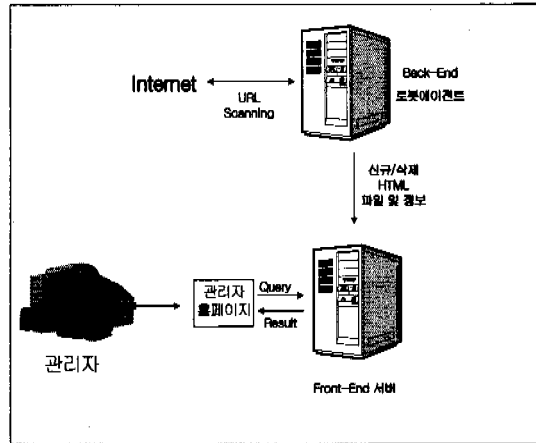 Internet
URL
Scanning
Back-End
로봇에이전트
신규/삭제
HTML
파일 및 정보
관리자
홈페이지
Query
Result
관리자
Front-End 서버